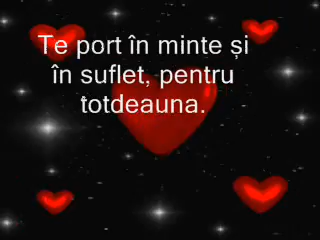 Te port în minte și
în suflet, pentru
totdeauna.